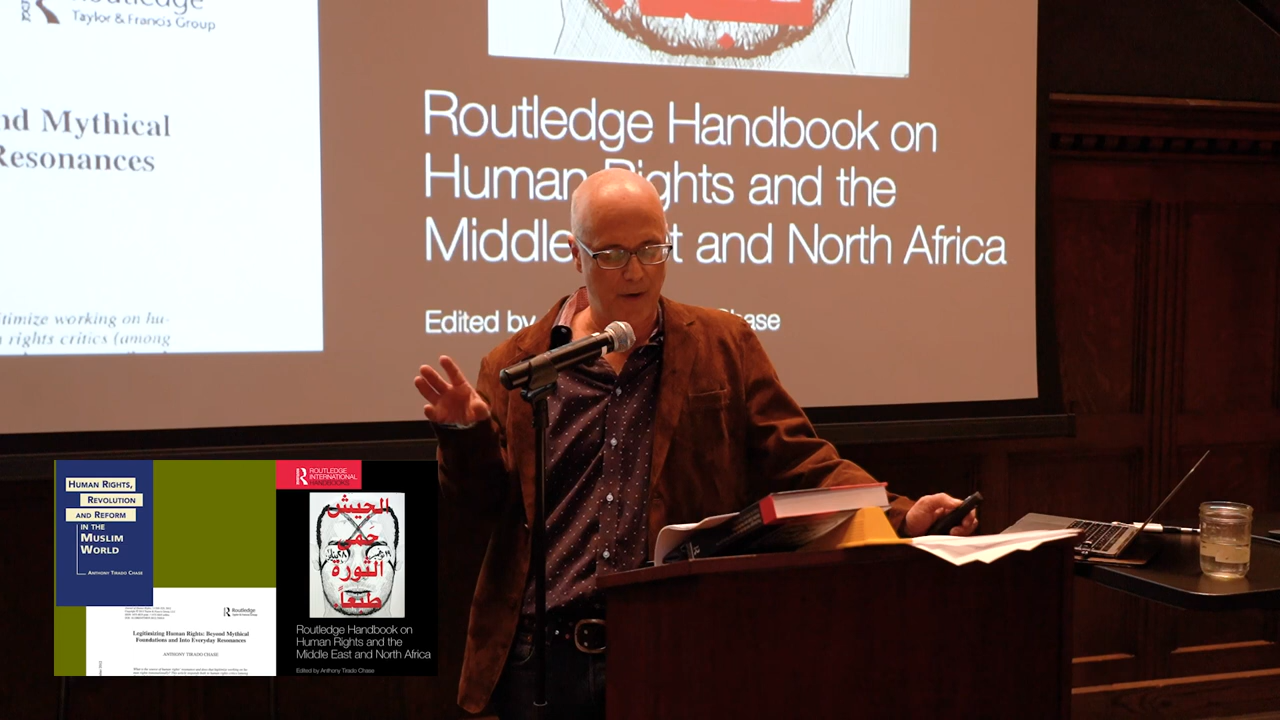 Routledge
Taylor & Francis Group
nd Mythical
Resonances
timize working on hu-
rights critics (among
Routledge Handbook on
Human Rights and the
Middle East and North Africa
Edited by
Chase
HUMAN RIGHTS,
REVOLUTION
AND REFORM
IN THE
MUSLIM
WORLD
ANTHONY TIRADO CHASE
Routledge
Legitimizing Human Rights: Beyond Mythical
Foundations and Into Everyday Resonances
ANTHONY TIRADO CHASE
ROUTLEDGE
INTERNATIONAL
HANDBOOKS
الجيش
حمى
الثورة
طبعاً
Routledge Handbook on
Human Rights and the
Middle East and North Africa
Edited by Anthony Tirado Chase